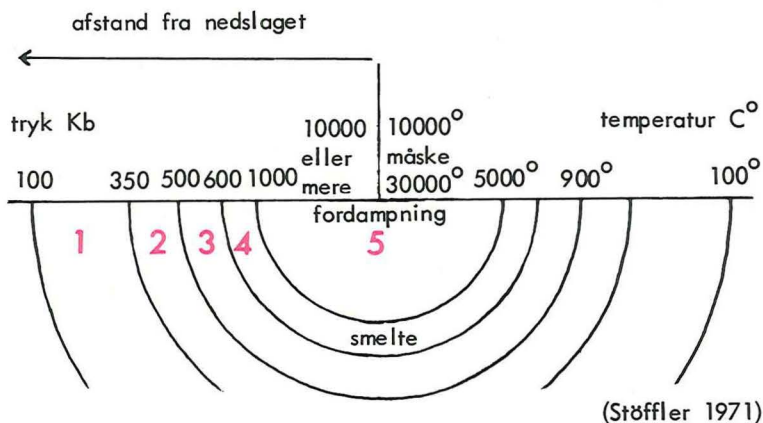 afstand fra nedslaget
tryk Kb
10000
eller
mere
10000°
måske
30000°
temperatur C°
100 350 500 600 1000 5000° 900° 100°
fordampning
1 2 3 4 5
smelte
(Stöffler 1971)